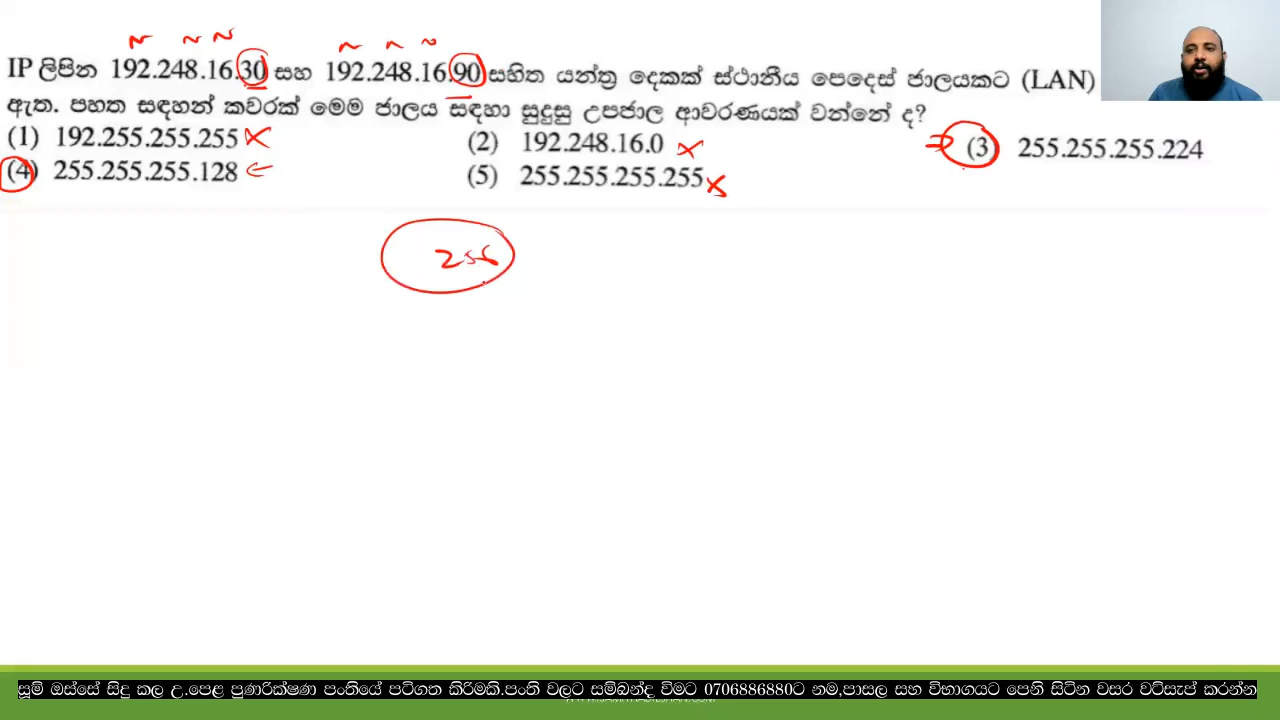 IP ලිපින 192.248.16.30 සහ 192.248.16.90 සහිත යන්ත්‍ර දෙකක් ස්ථානීය පෙදෙස් ජාලයකට (LAN)
ඇත. පහත සඳහන් කවරක් මෙම ජාලය සඳහා සුදුසු උපජාල ආවරණයක් වන්නේ ද?
(1) 192.255.255.255 (2) 192.248.16.0 (3) 255.255.255.224
(4) 255.255.255.128 (5) 255.255.255.255
256
සූම් ඔස්සේ සිදු කල උ.පෙළ පුණරීක්ෂණ පංතියේ පටිගත කිරීමකි.පංති වලට සම්බන්ද වීමට 0706886880ට නම,පාසල සහ විභාගයට පෙනී සිටින වසර වට්සැප් කරන්න